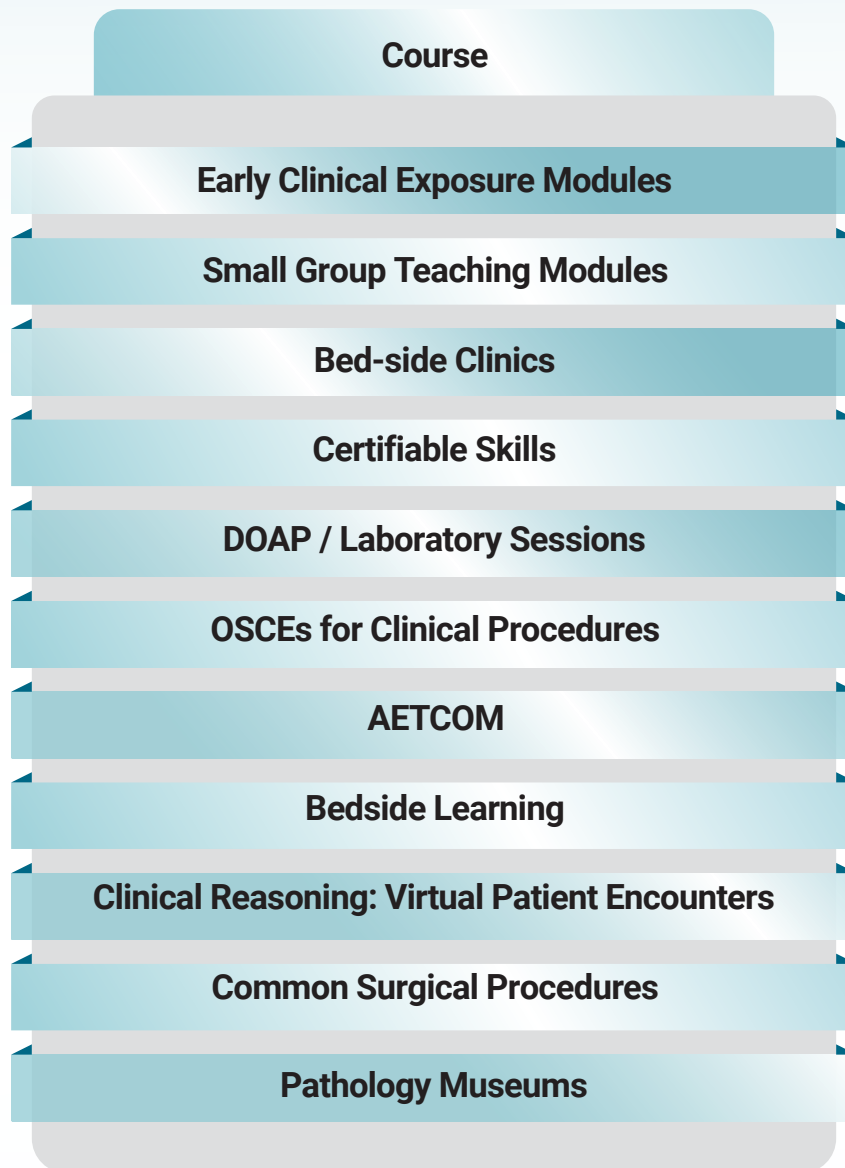 Course
Early Clinical Exposure Modules
Small Group Teaching Modules
Bed-side Clinics
Certifiable Skills
DOAP / Laboratory Sessions
OSCEs for Clinical Procedures
AETCOM
Bedside Learning
Clinical Reasoning: Virtual Patient Encounters
Common Surgical Procedures
Pathology Museums